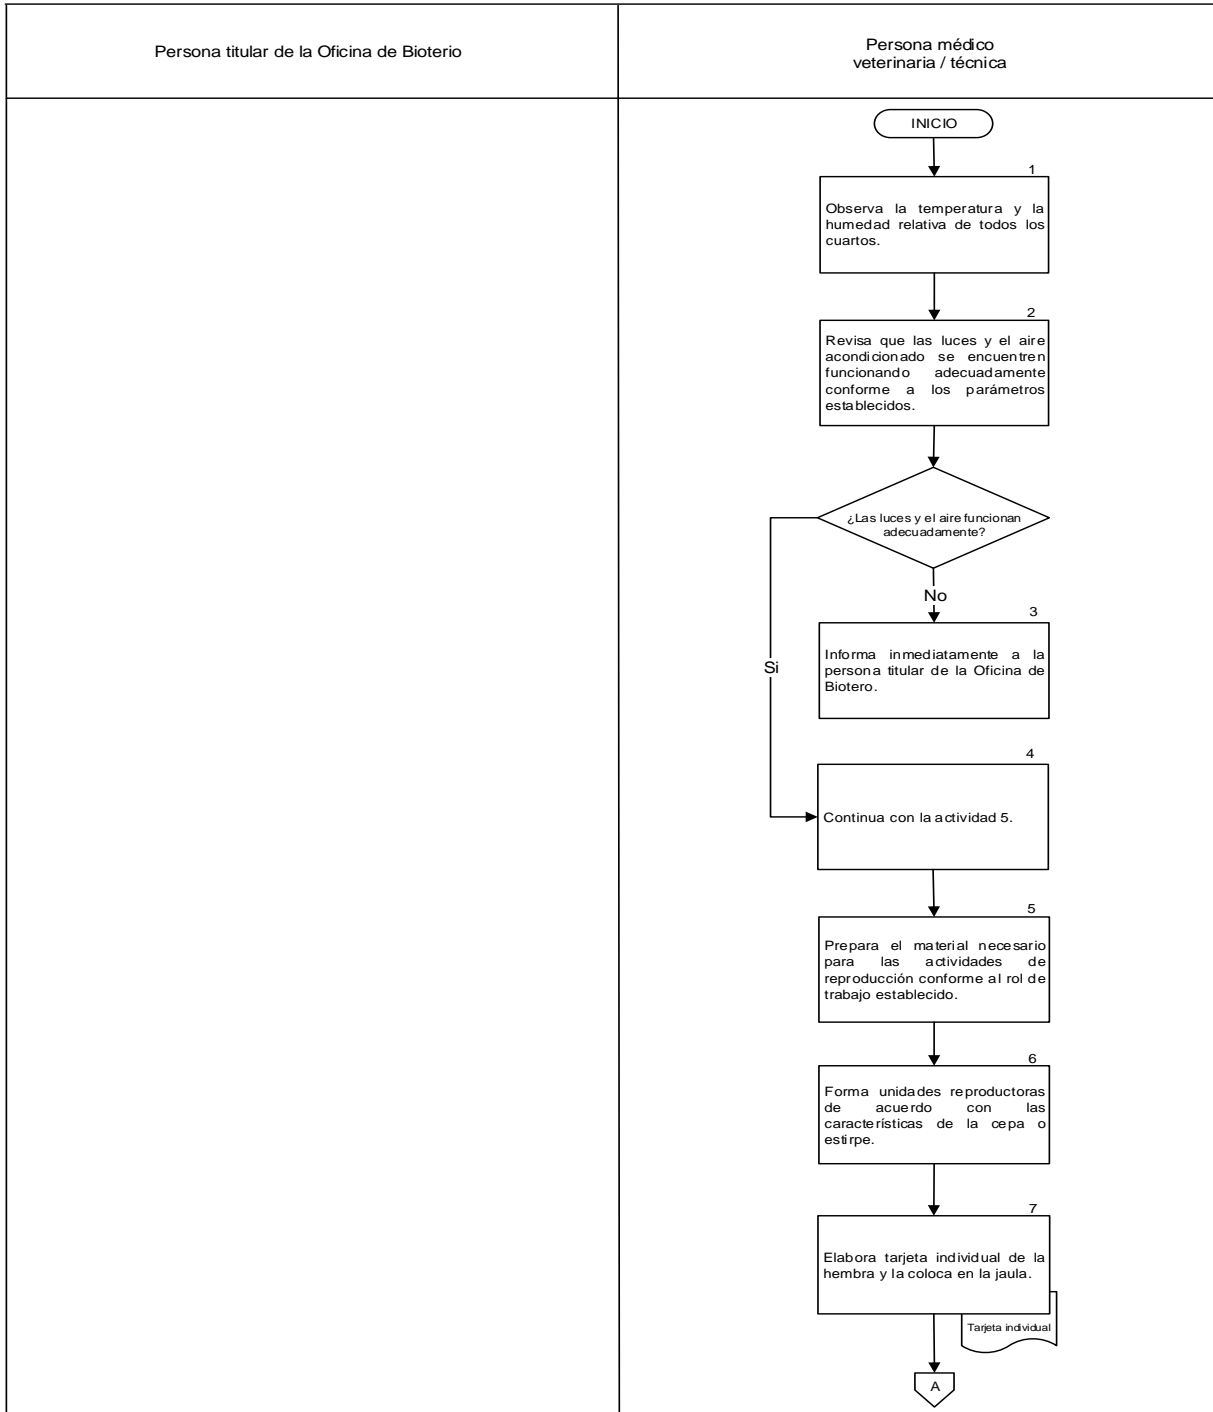 Persona titular de la Oficina de Bioterio
Persona médico
veterinaria / técnica
INICIO
1
Observa la temperatura y la
humedad relativa de todos los
cuartos.
2
Revisa que las luces y el aire
acondicionado se encuentren
funcionando adecuadamente
conforme a los parámetros
establecidos.
¿Las luces y el aire funcionan
adecuadamente?
No
3
Informa inmediatamente a la
persona titular de la Oficina de
Biotero.
Si
4
Continua con la actividad 5.
5
Prepara el material necesario
para las actividades de
reproducción conforme al rol de
trabajo establecido.
6
Forma unidades reproductoras
de acuerdo con las
características de la cepa o
estirpe.
7
Elabora tarjeta individual de la
hembra y la coloca en la jaula.
Tarjeta individual
A